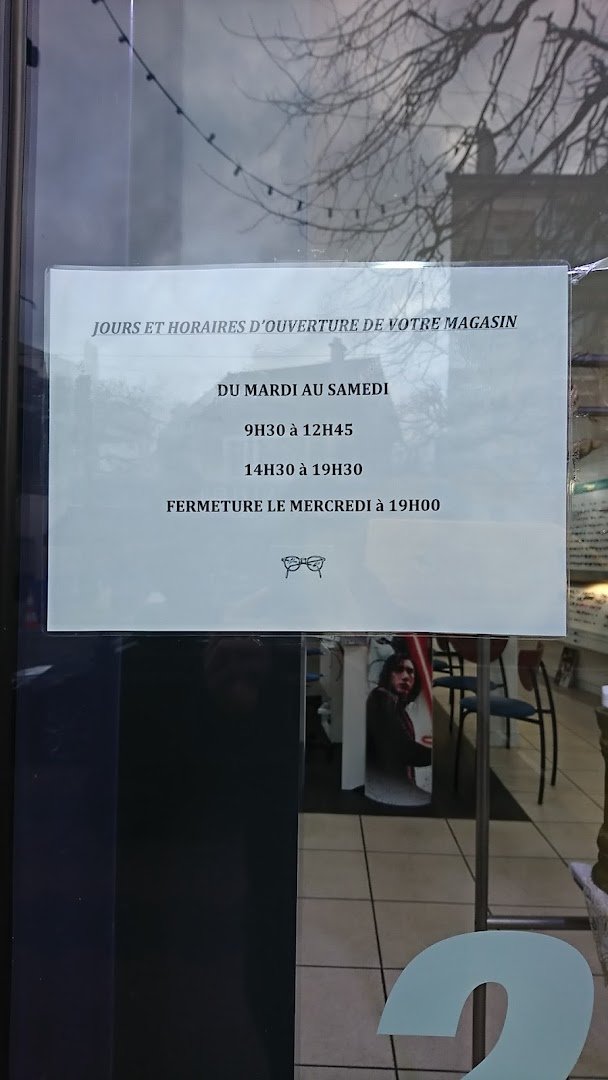 JOURS ET HORAIRES D'OUVERTURE DE VOTRE MAGASIN
DU MARDI AU SAMEDI
9H30 à 12H45
14H30 à 19H30
FERMETURE LE MERCREDI à 19H00
2